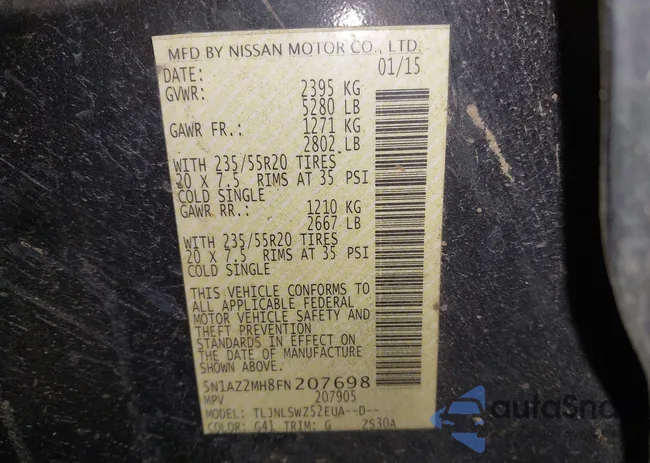 MFD BY NISSAN MOTOR CO., LTD.
DATE: 01/15
GVWR: 2395 KG
5280 LB
GAWR FR.: 1271 KG
2802 LB
WITH 235/55R20 TIRES
20 X 7.5 RIMS AT 35 PSI
COLD SINGLE
GAWR RR.: 1210 KG
2667 LB
WITH 235/55R20 TIRES
20 X 7.5 RIMS AT 35 PSI
COLD SINGLE
THIS VEHICLE CONFORMS TO
ALL APPLICABLE FEDERAL
MOTOR VEHICLE SAFETY AND
THEFT PREVENTION
STANDARDS IN EFFECT ON
THE DATE OF MANUFACTURE
SHOWN ABOVE.
5N1AZ2MH8FN207698
MPV 207905
MODEL: TLJNLSWZ52EUA--D--
COLOR: G41 TRIM: G ZS30A